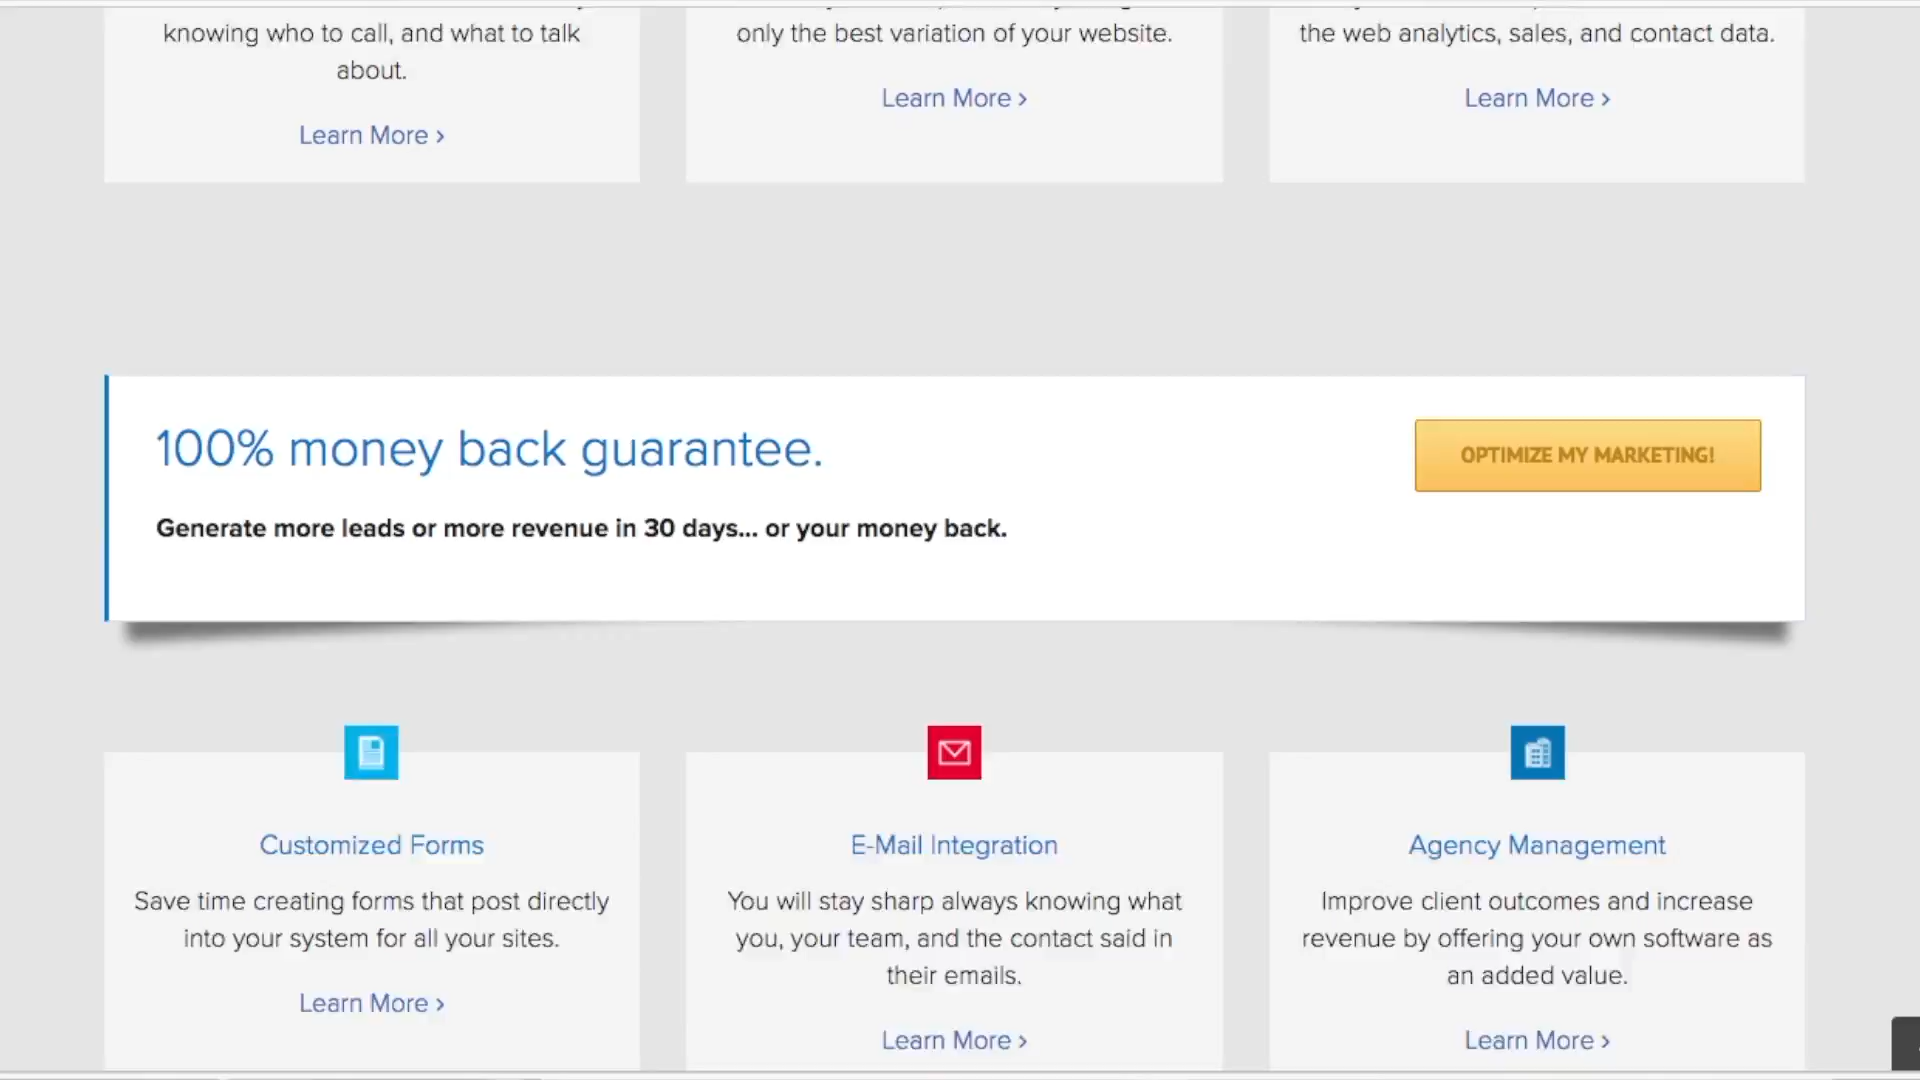 knowing who to call, and what to talk
about.
Learn More ›
only the best variation of your website.
Learn More ›
the web analytics, sales, and contact data.
Learn More ›
100% money back guarantee.
Generate more leads or more revenue in 30 days... or your money back.
OPTIMIZE MY MARKETING!
Customized Forms
Save time creating forms that post directly
into your system for all your sites.
Learn More ›
E-Mail Integration
You will stay sharp always knowing what
you, your team, and the contact said in
their emails.
Learn More ›
Agency Management
Improve client outcomes and increase
revenue by offering your own software as
an added value.
Learn More ›